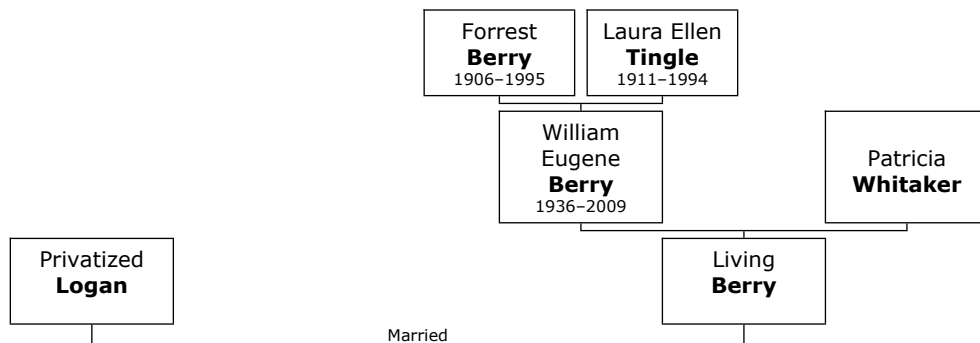 Forrest
Berry
1906–1995
Laura Ellen
Tingle
1911–1994
William
Eugene
Berry
1936–2009
Patricia
Whitaker
Privatized
Logan
Living
Berry
Married